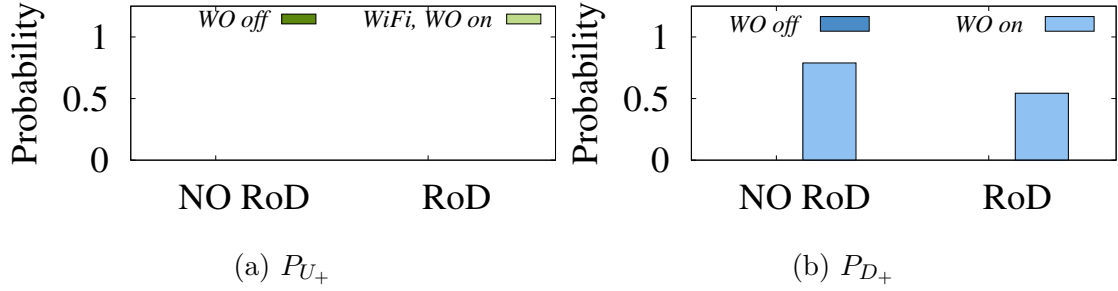 Probability
1
0.5
0
WO off
WiFi, WO on
NO RoD
RoD
(a) P_{U_+}
Probability
1
0.5
0
WO off
WO on
NO RoD
RoD
(b) P_{D_+}